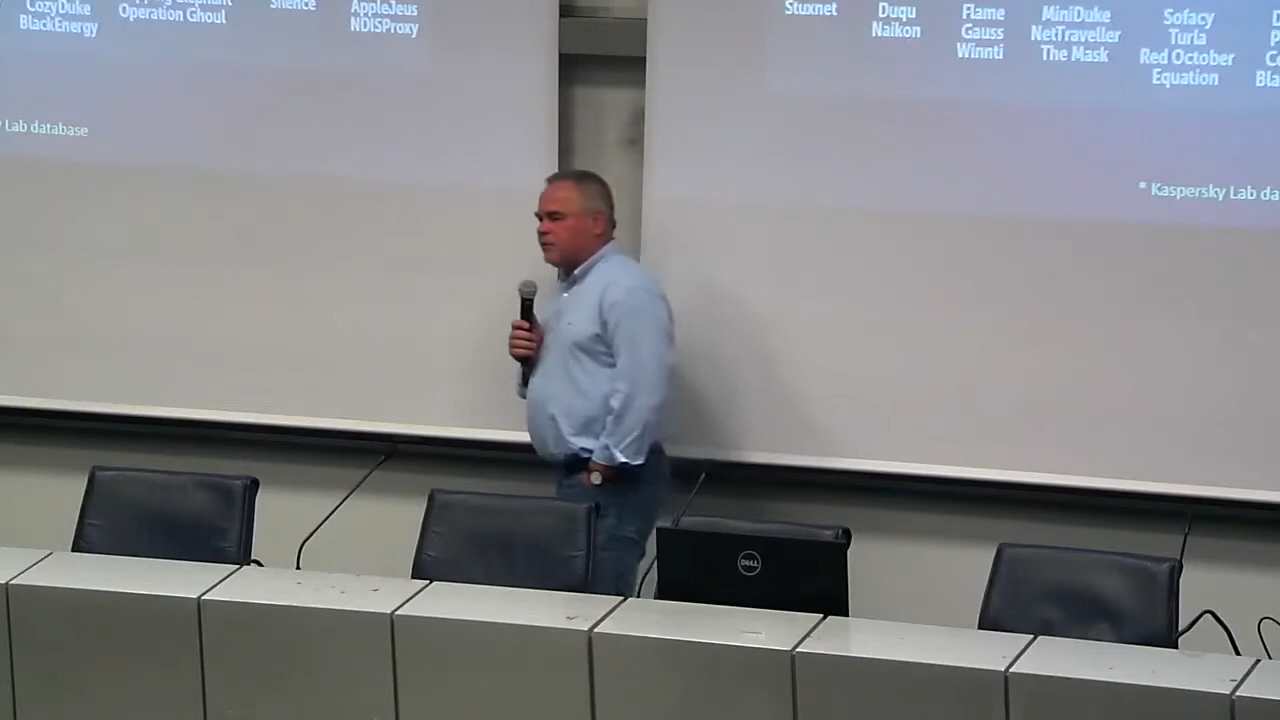 CozyDuke
BlackEnergy
Operation Ghoul
Silence
AppleJeus
NDISProxy
Lab database
Stuxnet
Duqu
Naikon
Flame
Gauss
Winnti
MiniDuke
NetTraveller
The Mask
Sofacy
Turla
Red October
Equation
* Kaspersky Lab da
DELL